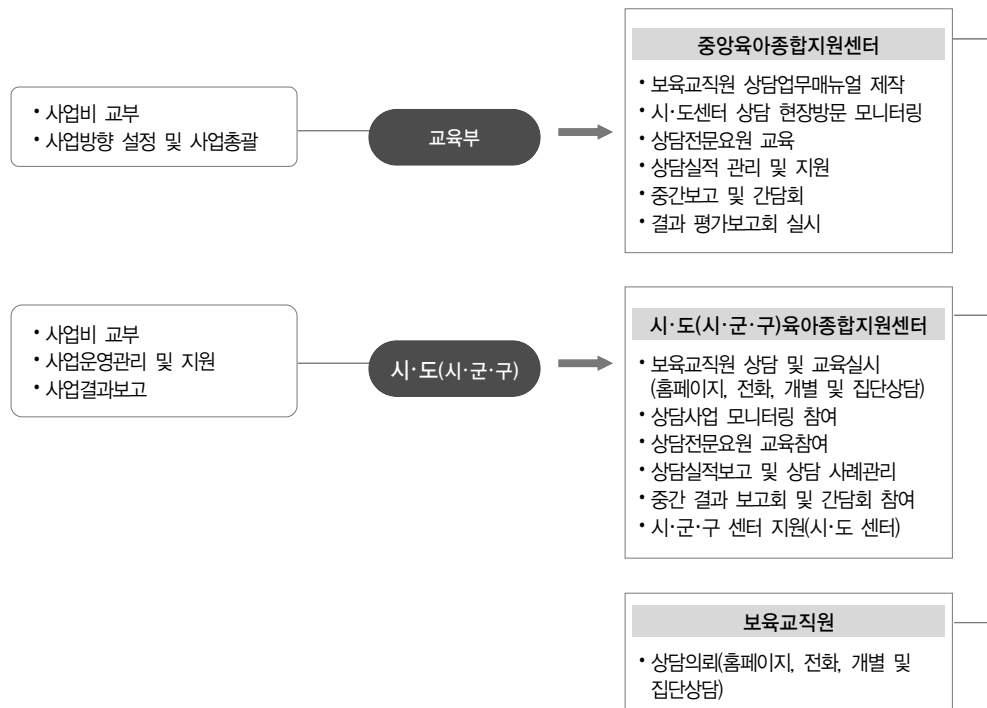 중앙육아종합지원센터
• 사업비 교부
• 사업방향 설정 및 사업총괄
교육부
• 보육교직원 상담업무매뉴얼 제작
• 시·도센터 상담 현장방문 모니터링
• 상담전문요원 교육
• 상담실적 관리 및 지원
• 중간보고 및 간담회
• 결과 평가보고회 실시
• 사업비 교부
• 사업운영관리 및 지원
• 사업결과보고
시·도(시·군·구)
시·도(시·군·구)육아종합지원센터
• 보육교직원 상담 및 교육실시
(홈페이지, 전화, 개별 및 집단상담)
• 상담사업 모니터링 참여
• 상담전문요원 교육참여
• 상담실적보고 및 상담 사례관리
• 중간 결과 보고회 및 간담회 참여
• 시·군·구 센터 지원(시·도 센터)
보육교직원
• 상담의뢰(홈페이지, 전화, 개별 및
집단상담)